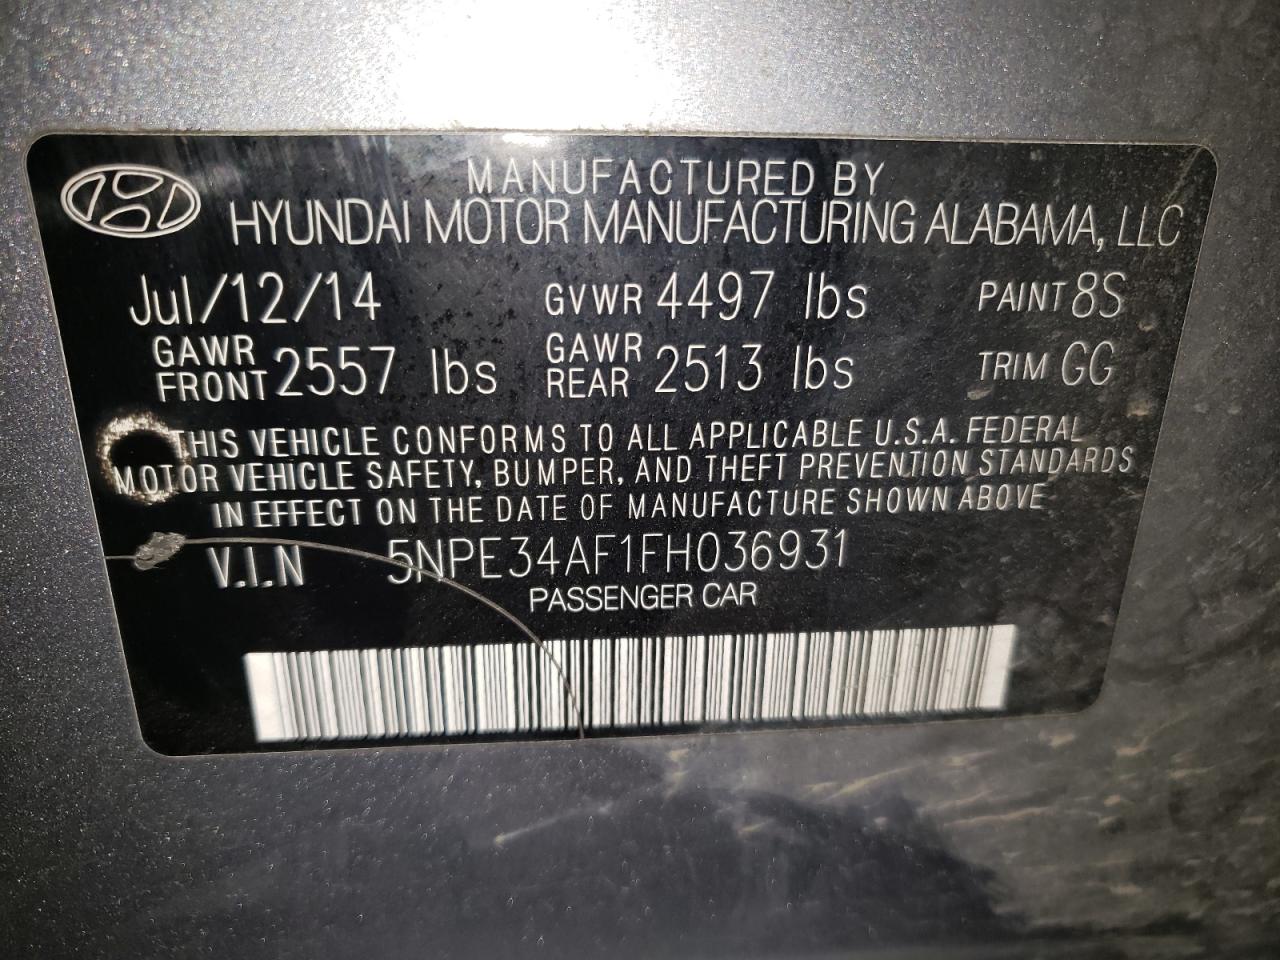 MANUFACTURED BY
HYUNDAI MOTOR MANUFACTURING ALABAMA, LLC
Jul/12/14 GVWR 4497 lbs PAINT 8S
GAWR FRONT 2557 lbs GAWR REAR 2513 lbs TRIM GG
THIS VEHICLE CONFORMS TO ALL APPLICABLE U.S.A. FEDERAL
MOTOR VEHICLE SAFETY, BUMPER, AND THEFT PREVENTION STANDARDS
IN EFFECT ON THE DATE OF MANUFACTURE SHOWN ABOVE
V.I.N 5NPE34AF1FH036931
PASSENGER CAR